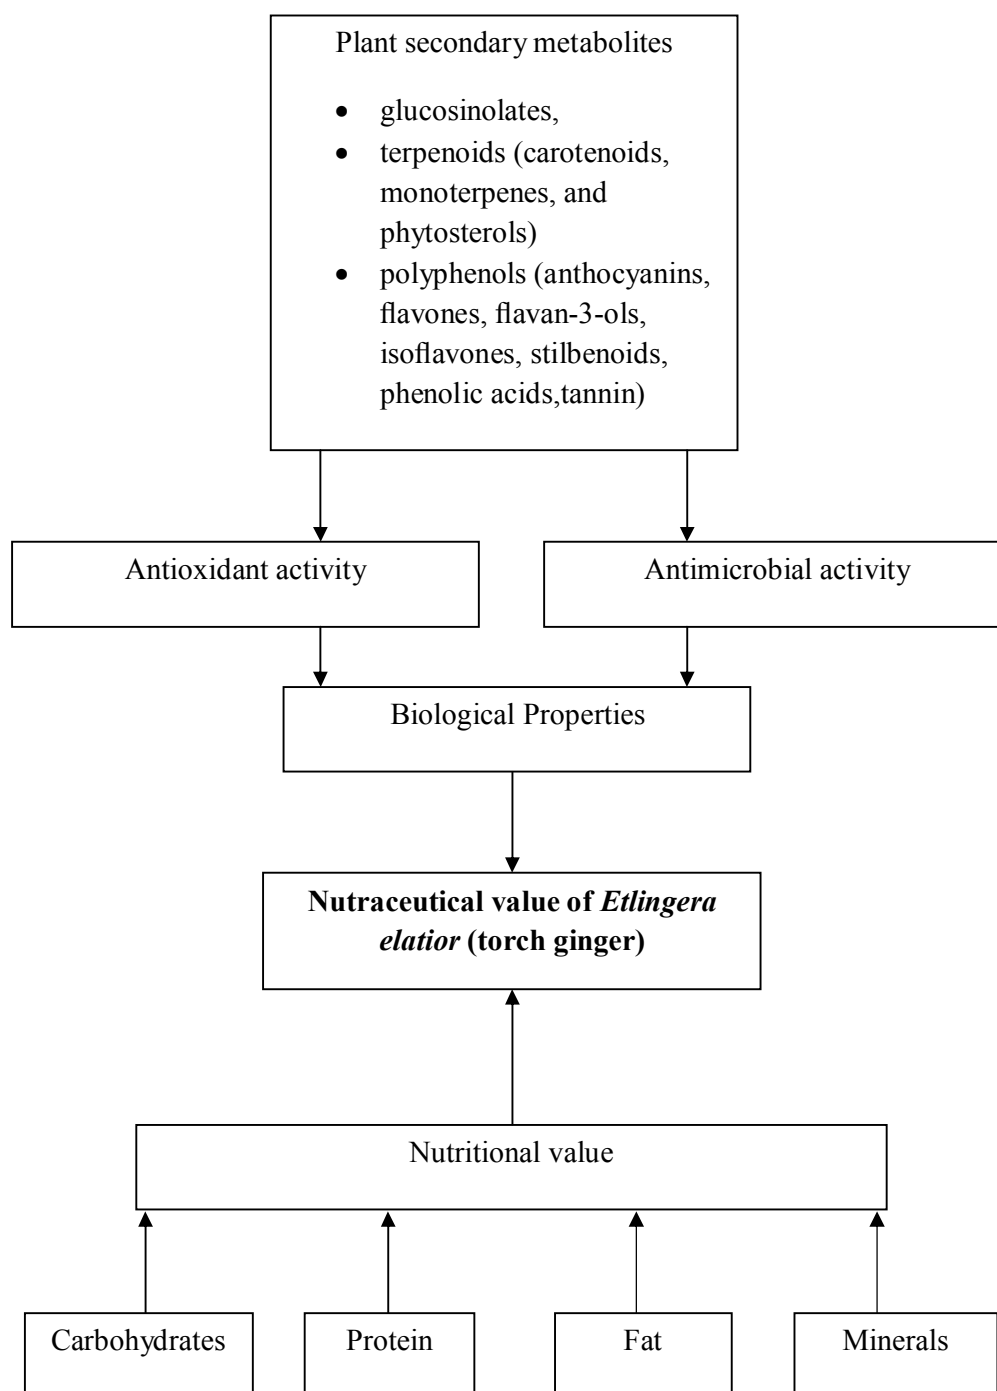 Plant secondary metabolites
• glucosinolates,
• terpenoids (carotenoids,
monoterpenes, and
phytosterols)
• polyphenols (anthocyanins,
flavones, flavan-3-ols,
isoflavones, stilbenoids,
phenolic acids,tannin)
Antioxidant activity
Antimicrobial activity
Biological Properties
Nutraceutical value of Etlingera
elatior (torch ginger)
Nutritional value
Carbohydrates
Protein
Fat
Minerals